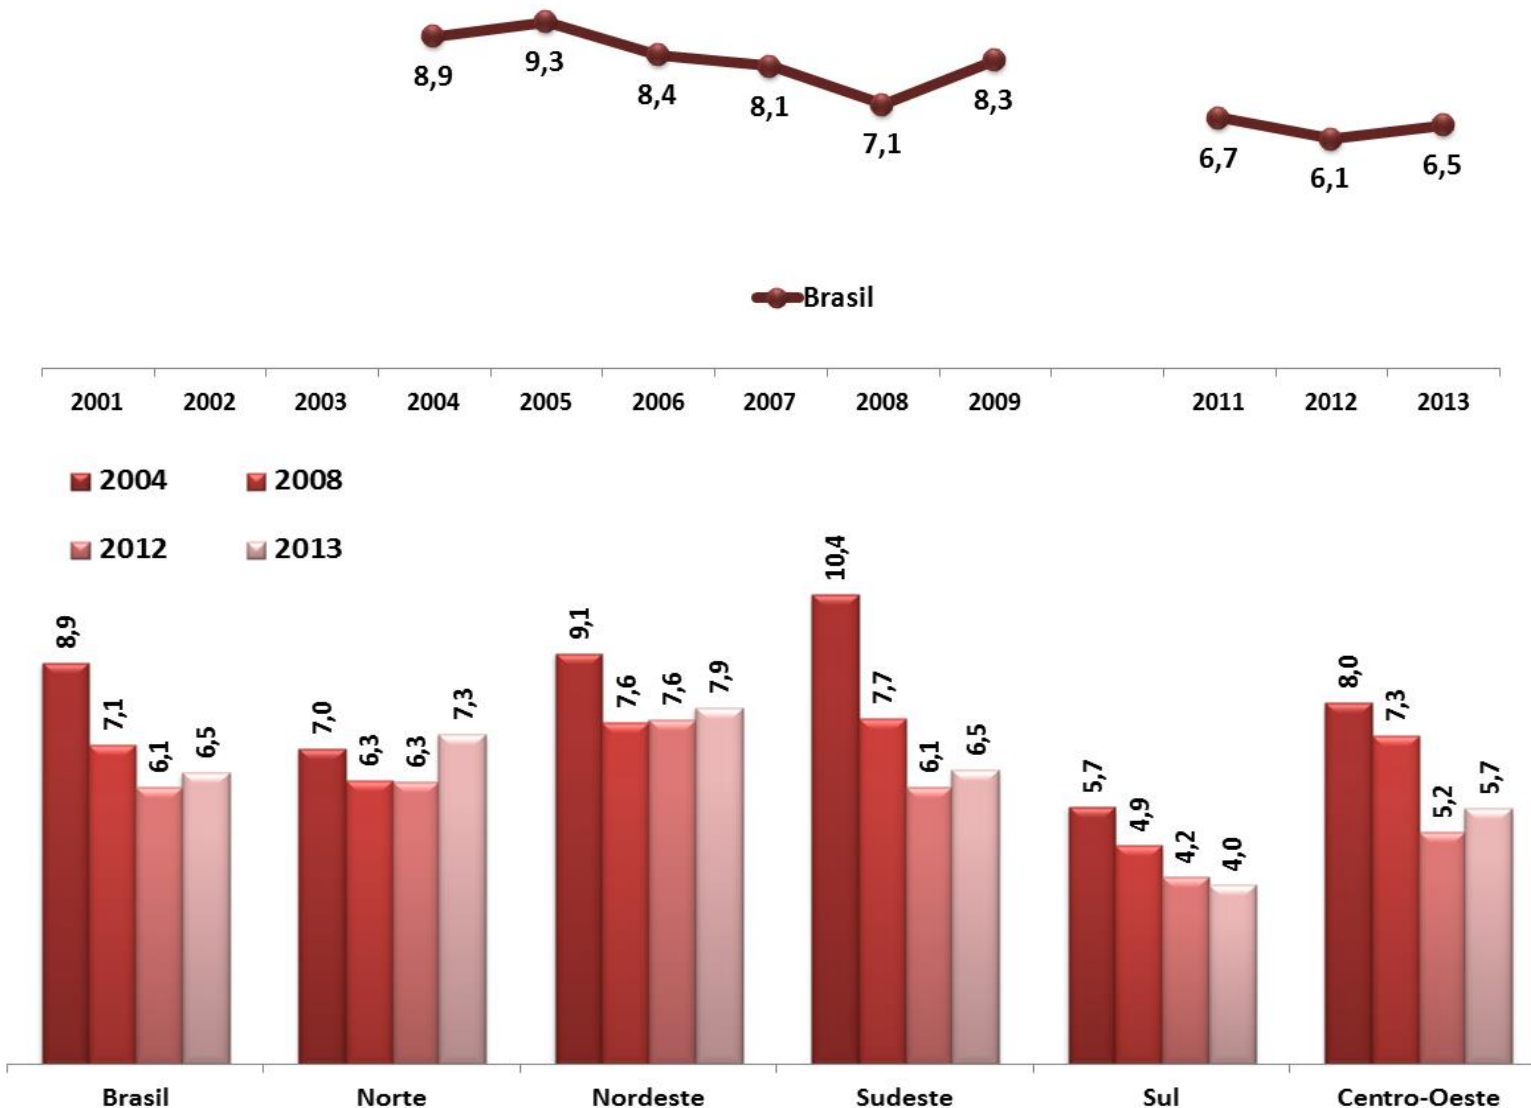 8,9 9,3 8,4 8,1 7,1 8,3 6,7 6,1 6,5
Brasil
2001 2002 2003 2004 2005 2006 2007 2008 2009 2011 2012 2013
2004 2008
2012 2013
8,9 7,1 6,1 6,5 7,0 6,3 6,3 7,3 9,1 7,6 7,6 7,9 10,4 7,7 6,1 6,5 5,7 4,9 4,2 4,0 8,0 7,3 5,2 5,7
Brasil Norte Nordeste Sudeste Sul Centro-Oeste